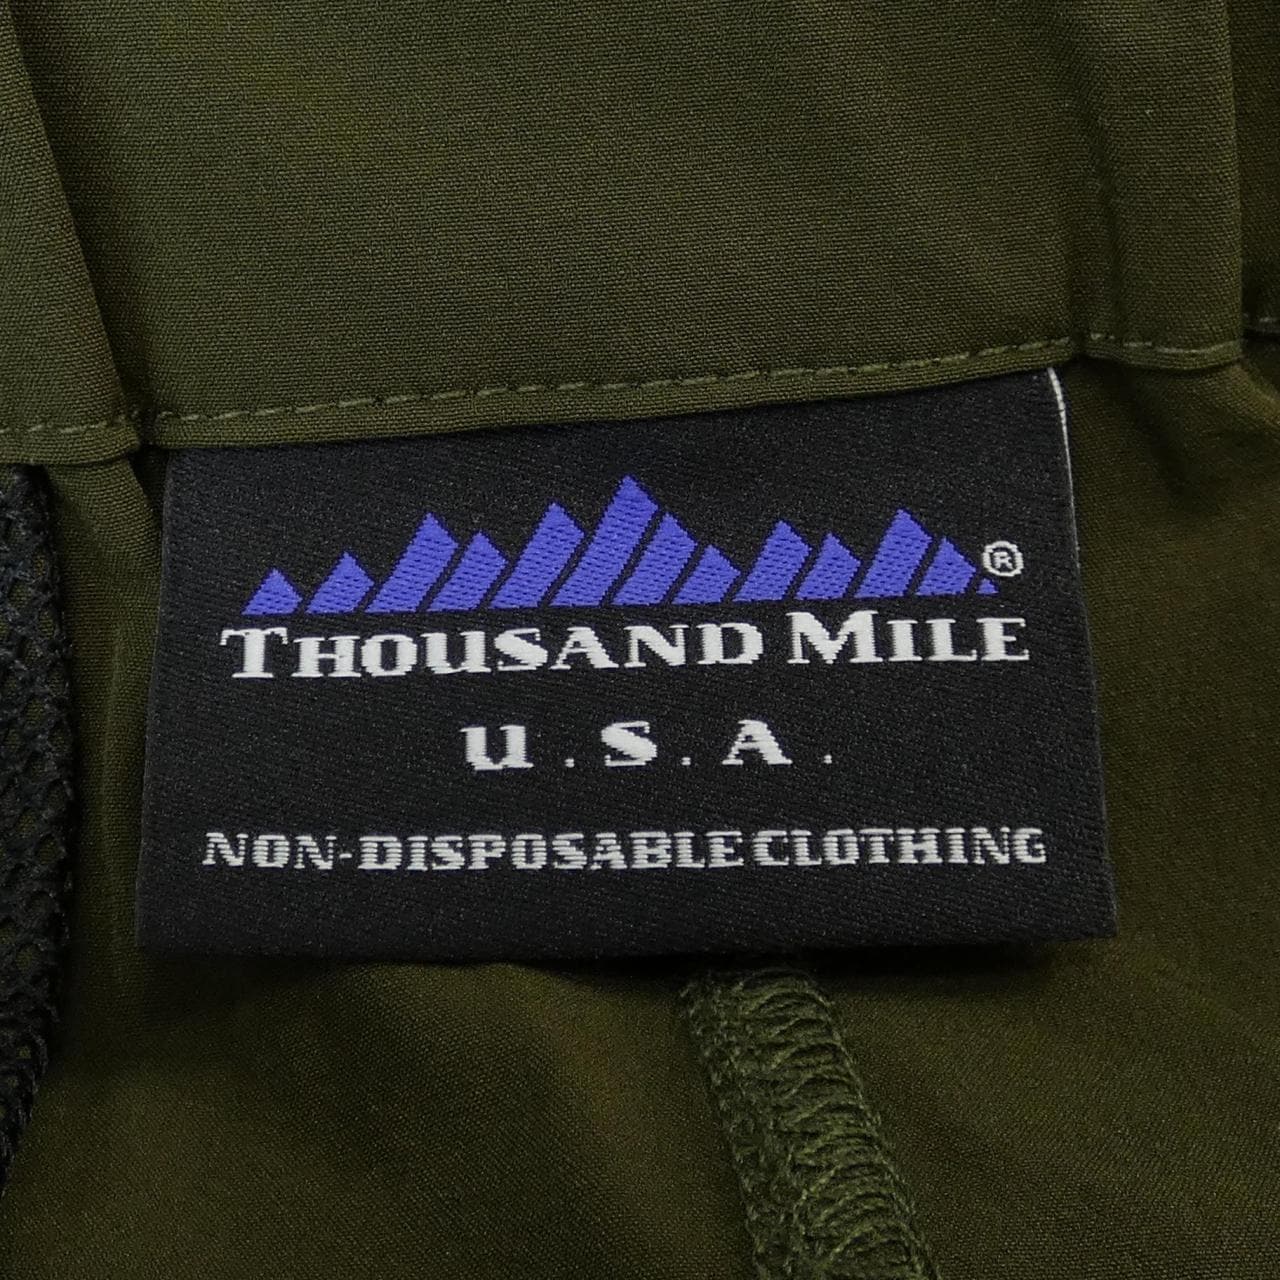 ®
THOUSAND MILE
U.S.A.
NON-DISPOSABLE CLOTHING